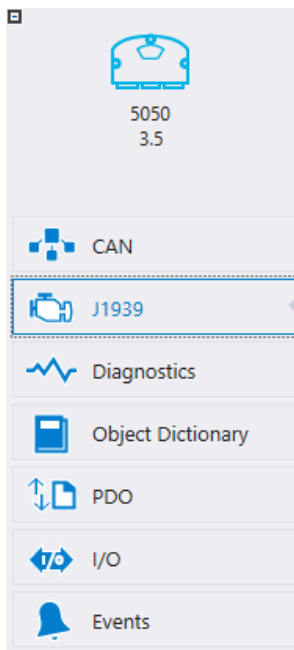 5050
3.5
CAN
J1939
Diagnostics
Object Dictionary
PDO
I/O
I/O
Events